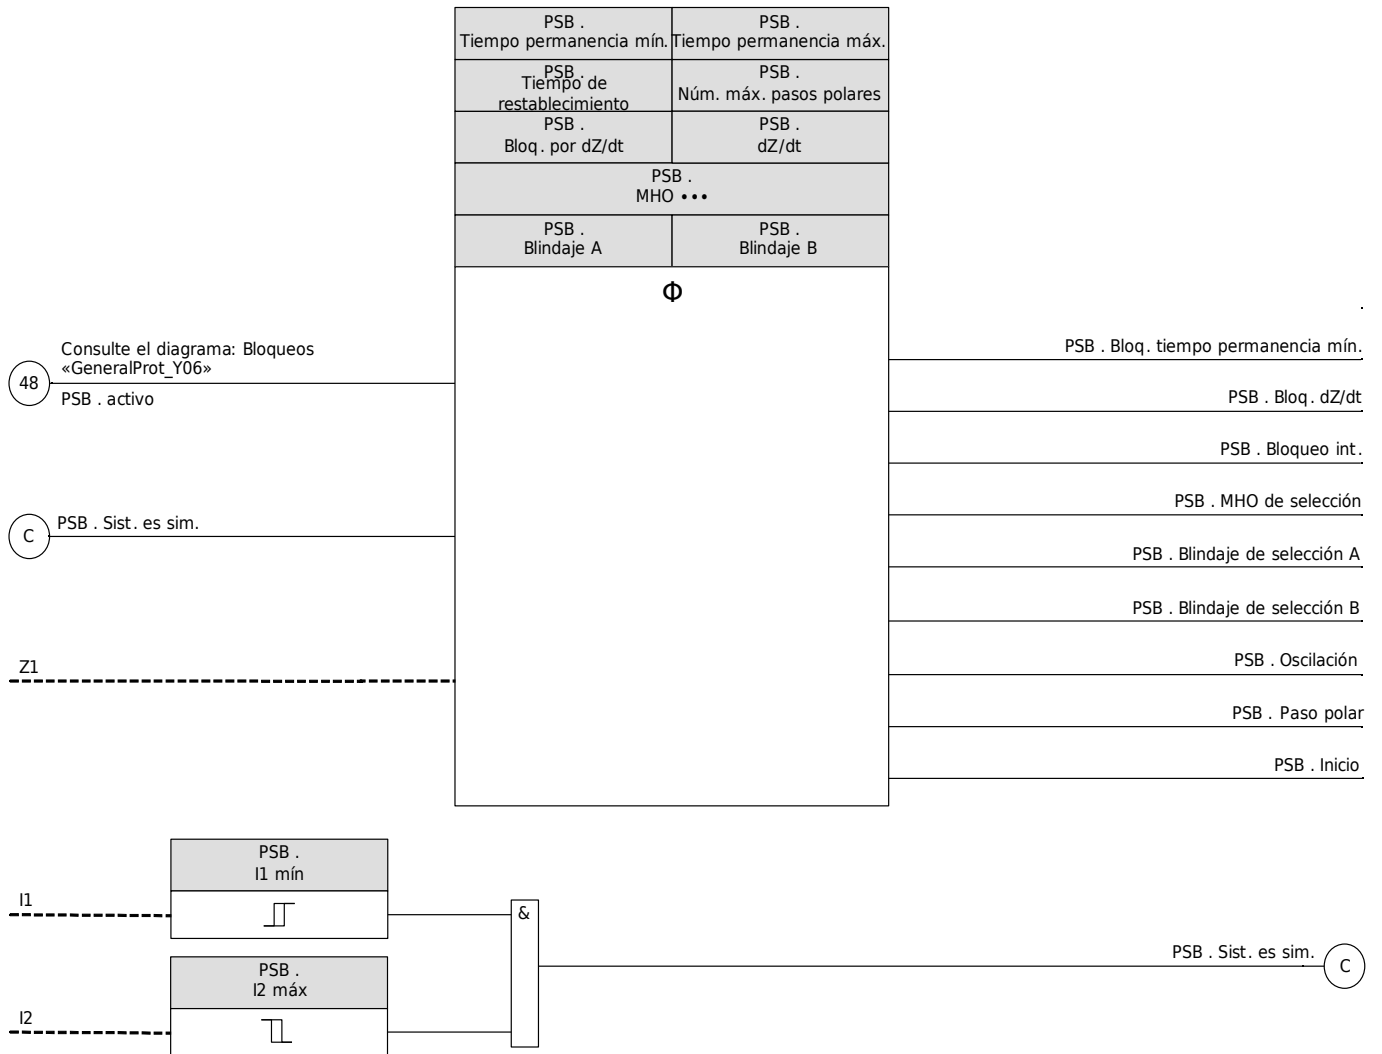 PSB .
Tiempo permanencia mín.
PSB .
Tiempo permanencia máx.
PSB .
Tiempo de
restablecimiento
PSB .
Núm. máx. pasos polares
PSB .
Bloq. por dZ/dt
PSB .
dZ/dt
PSB .
MHO •••
PSB .
Blindaje A
PSB .
Blindaje B
Φ
Consulte el diagrama: Bloqueos
«GeneralProt_Y06»
48
PSB . activo
C
PSB . Sist. es sim.
Z1
PSB . Bloq. tiempo permanencia mín.
PSB . Bloq. dZ/dt
PSB . Bloqueo int.
PSB . MHO de selección
PSB . Blindaje de selección A
PSB . Blindaje de selección B
PSB . Oscilación
PSB . Paso polar
PSB . Inicio
PSB .
I1 mín
I1
&
PSB .
I2 máx
I2
PSB . Sist. es sim.
C